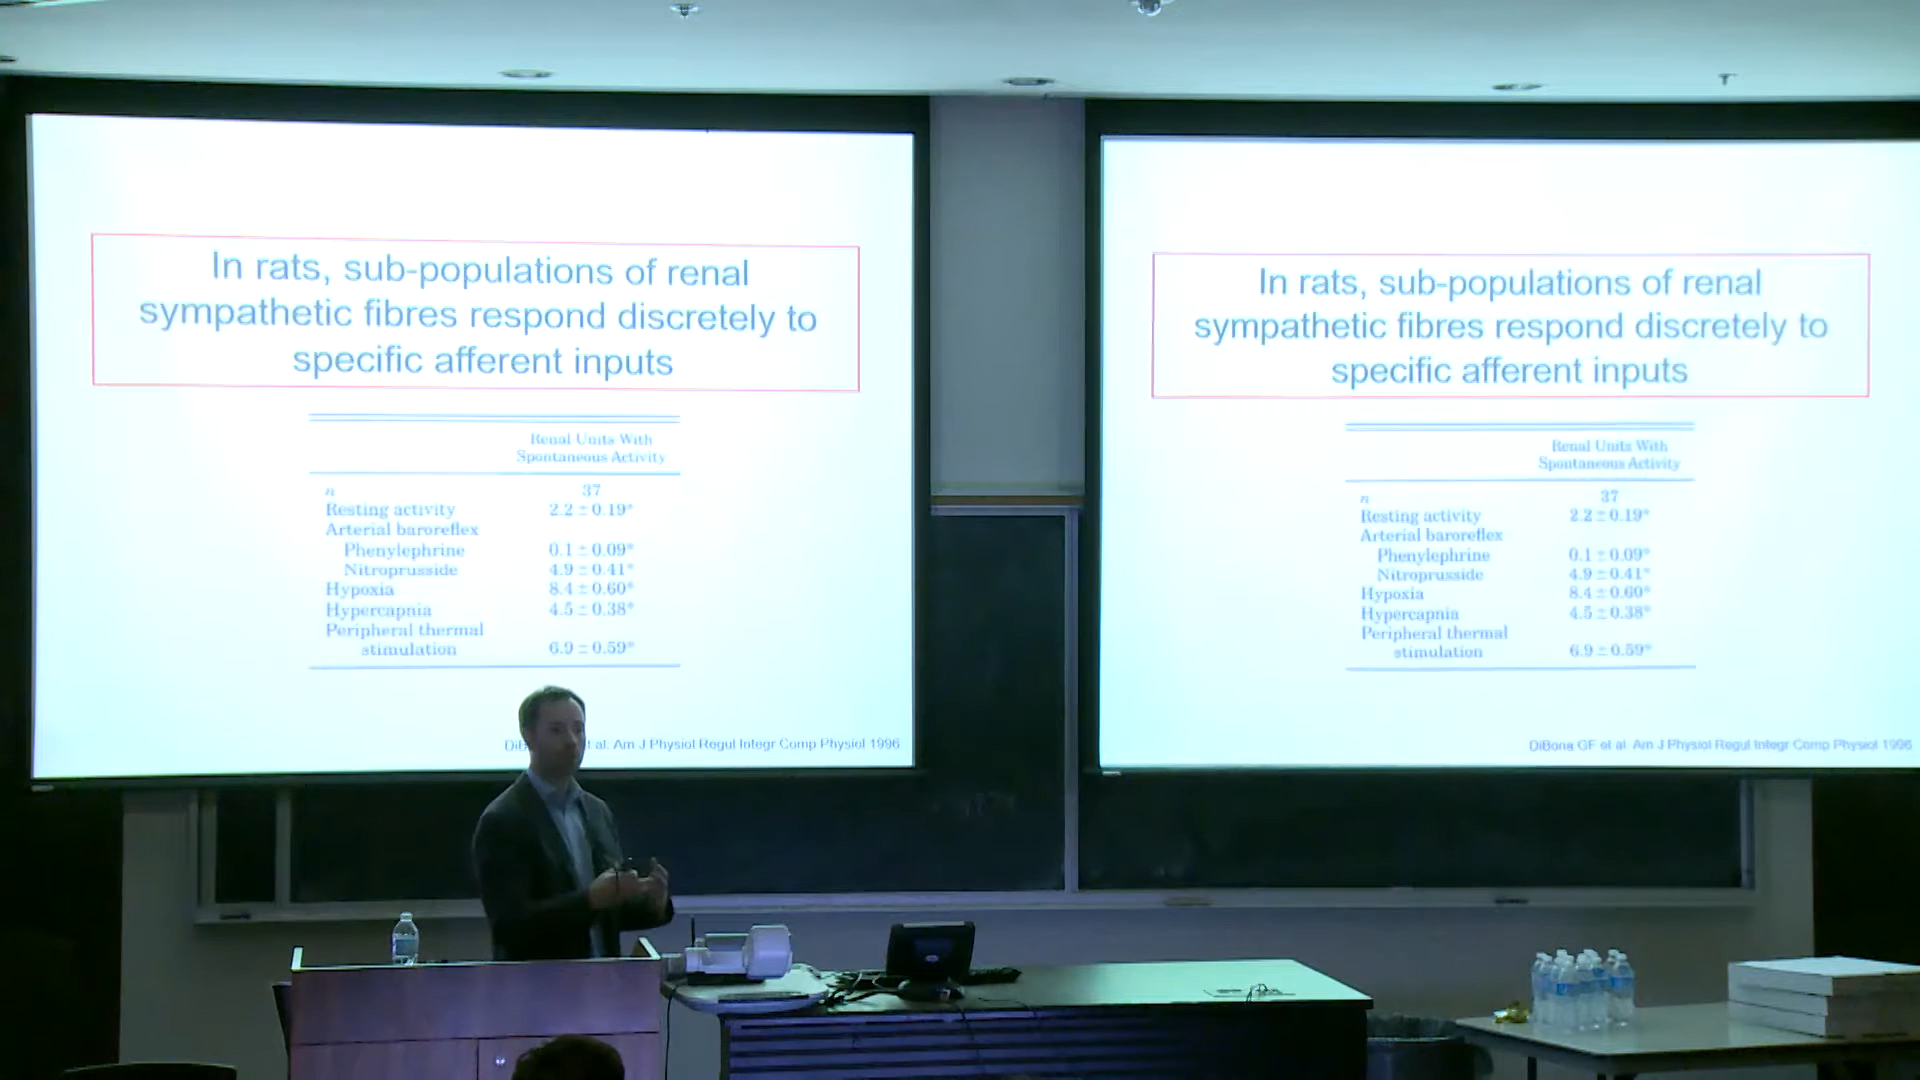 In rats, sub-populations of renal
sympathetic fibres respond discretely to
specific afferent inputs
Renal Units With
Spontaneous Activity
n 37
Resting activity 2.2 ± 0.19*
Arterial baroreflex
Phenylephrine 0.1 ± 0.09*
Nitroprusside 4.9 ± 0.41*
Hypoxia 8.4 ± 0.60*
Hypercapnia 4.5 ± 0.38*
Peripheral thermal
stimulation 6.9 ± 0.59*
al. Am J Physiol Regul Integr Comp Physiol 1996
In rats, sub-populations of renal
sympathetic fibres respond discretely to
specific afferent inputs
Renal Units With
Spontaneous Activity
n 37
Resting activity 2.2 ± 0.19*
Arterial baroreflex
Phenylephrine 0.1 ± 0.09*
Nitroprusside 4.9 ± 0.41*
Hypoxia 8.4 ± 0.60*
Hypercapnia 4.5 ± 0.38*
Peripheral thermal
stimulation 6.9 ± 0.59*
DiBona GF et al. Am J Physiol Regul Integr Comp Physiol 1996